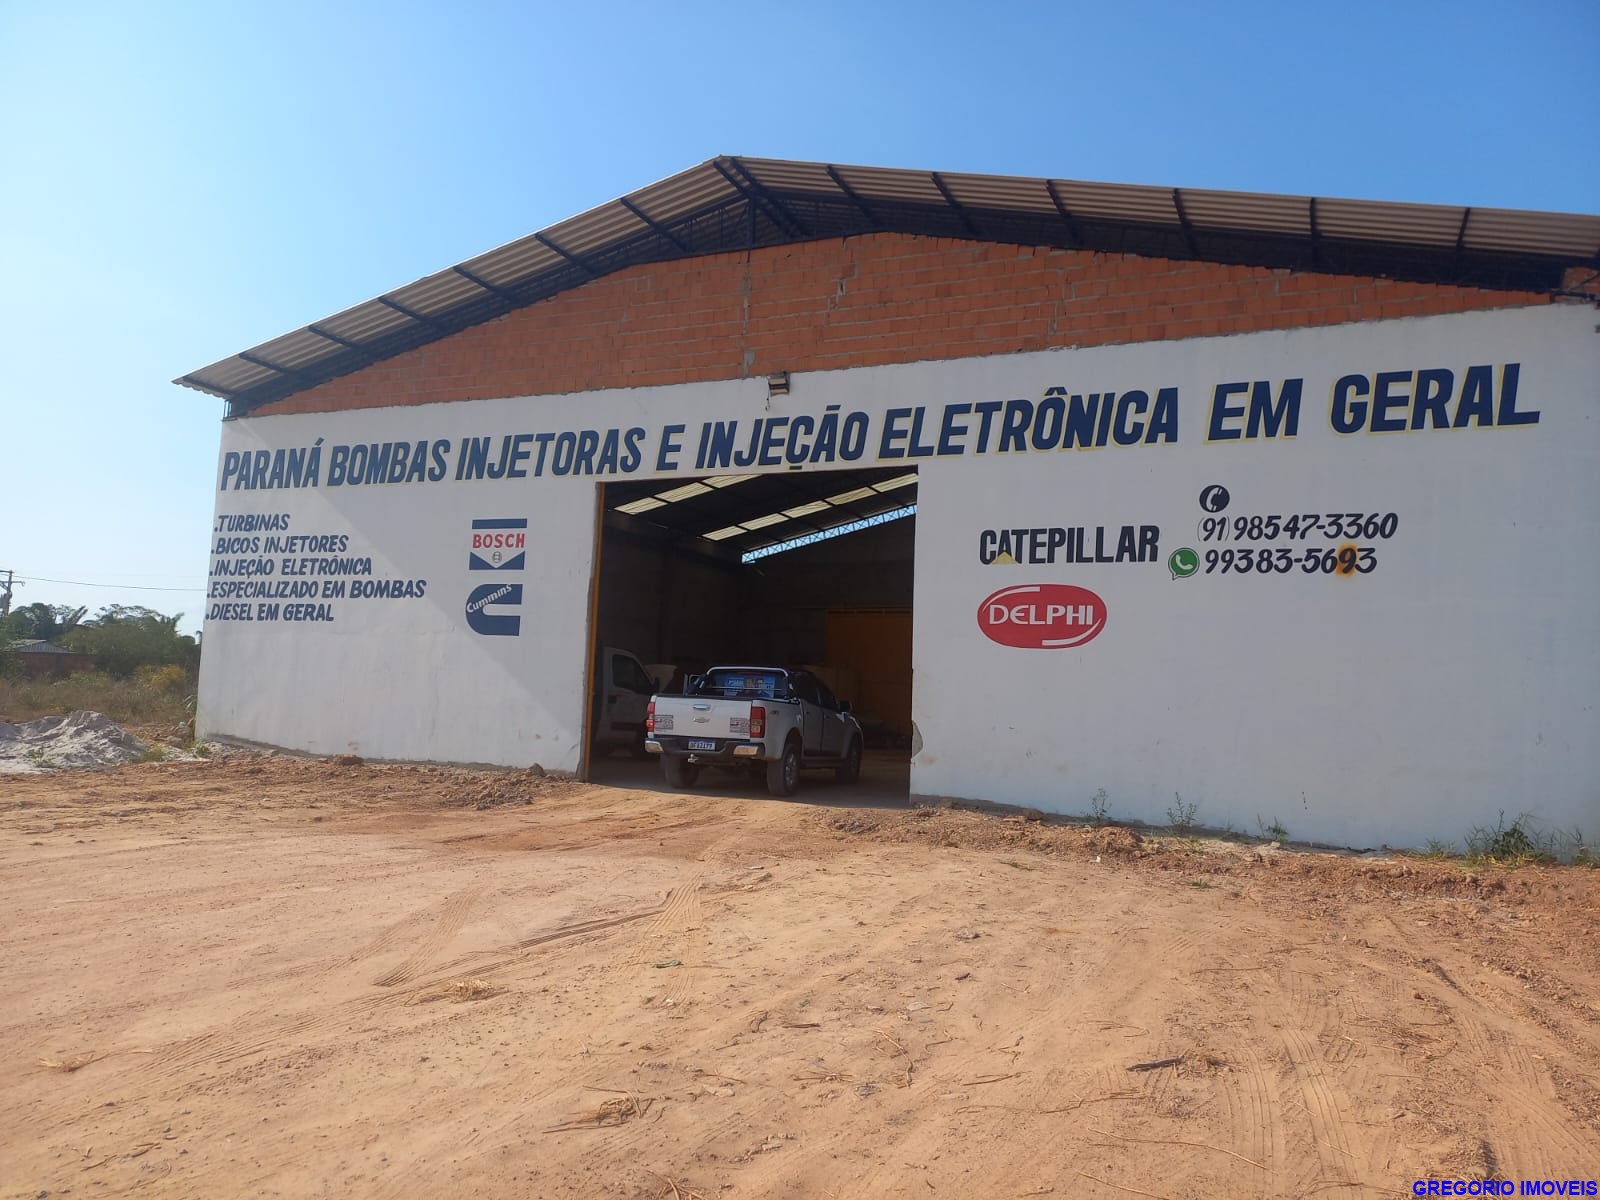 PARANÁ BOMBAS INJETORAS E INJEÇÃO ELETRÔNICA EM GERAL
.TURBINAS
.BICOS INJETORES
.INJEÇÃO ELETRÔNICA
.ESPECIALIZADO EM BOMBAS
.DIESEL EM GERAL
BOSCH
Cummins
CATEPILLAR
DELPHI
(91) 98547-3360
99383-5693
GREGORIO IMOVEIS